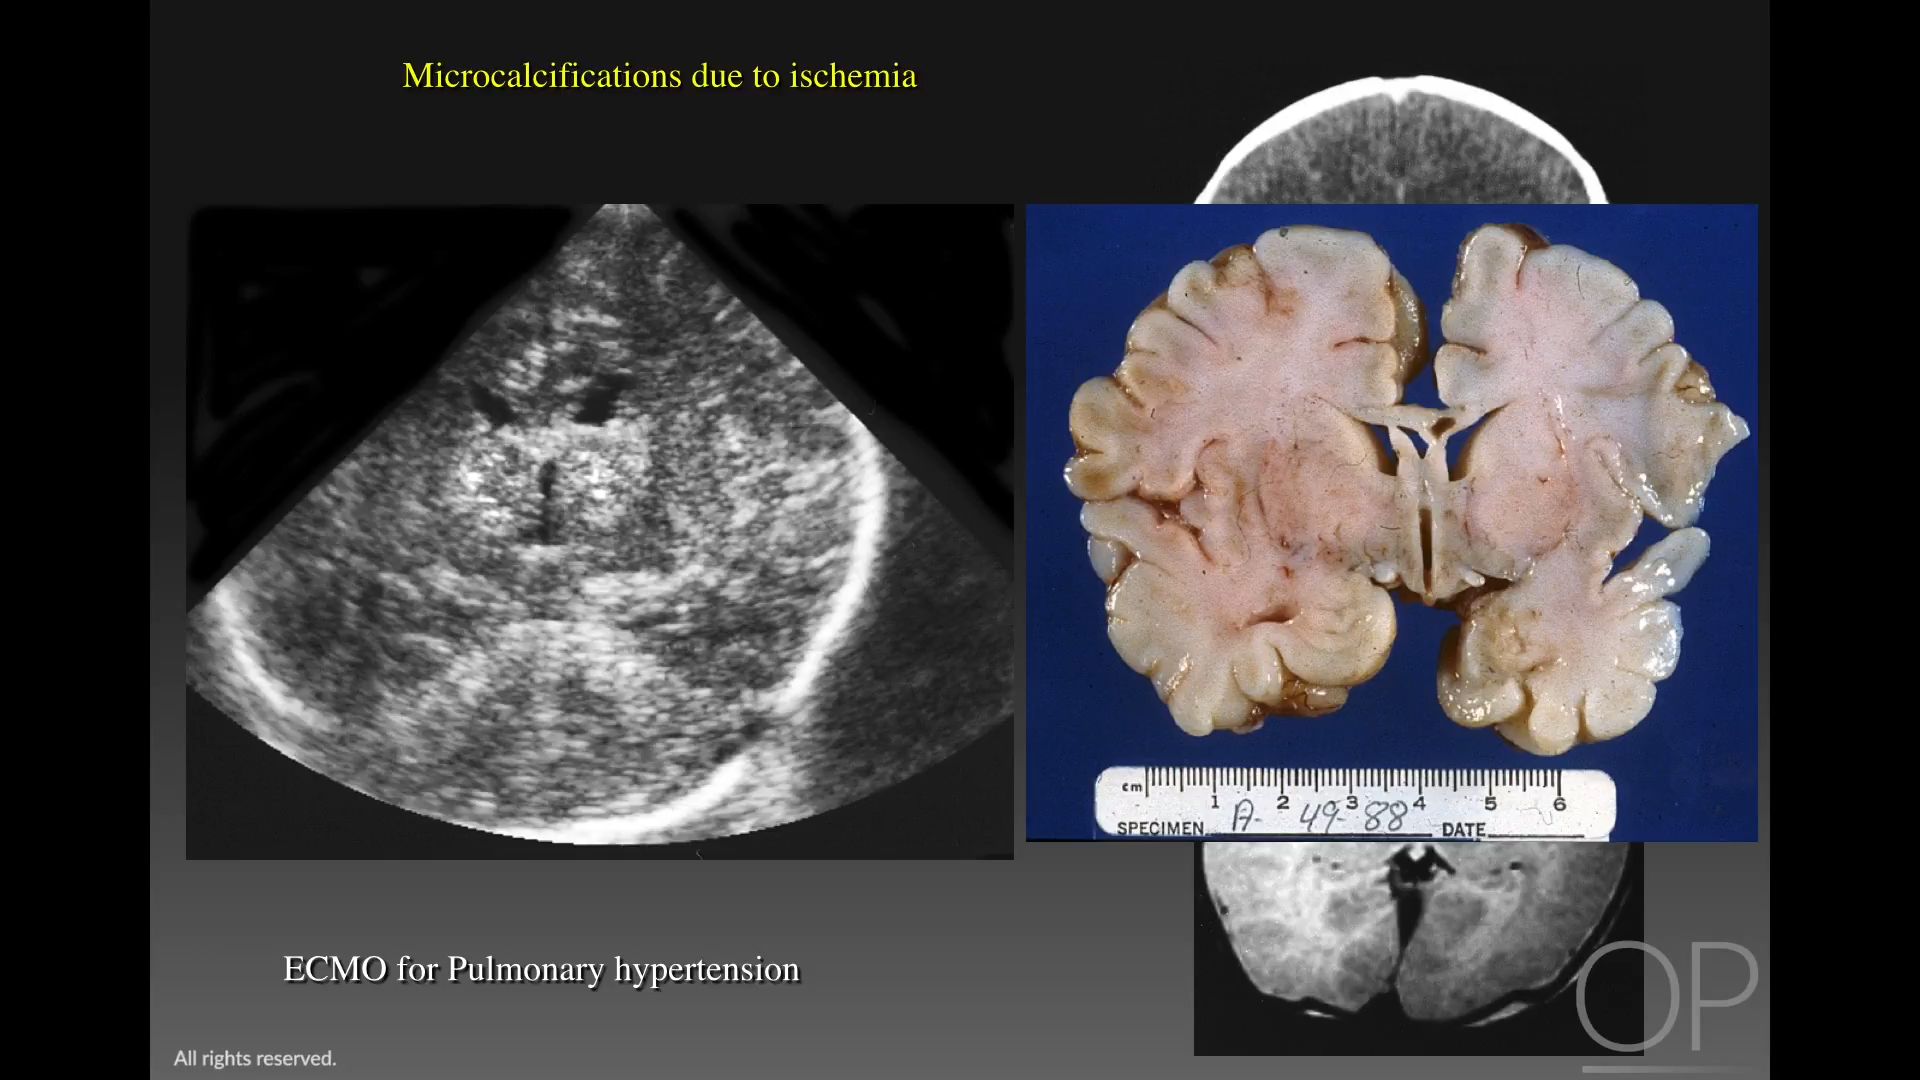 Microcalcifications due to ischemia
cm
1 2 3 4 5 6
SPECIMEN A- 49-88 DATE
ECMO for Pulmonary hypertension
OP
All rights reserved.